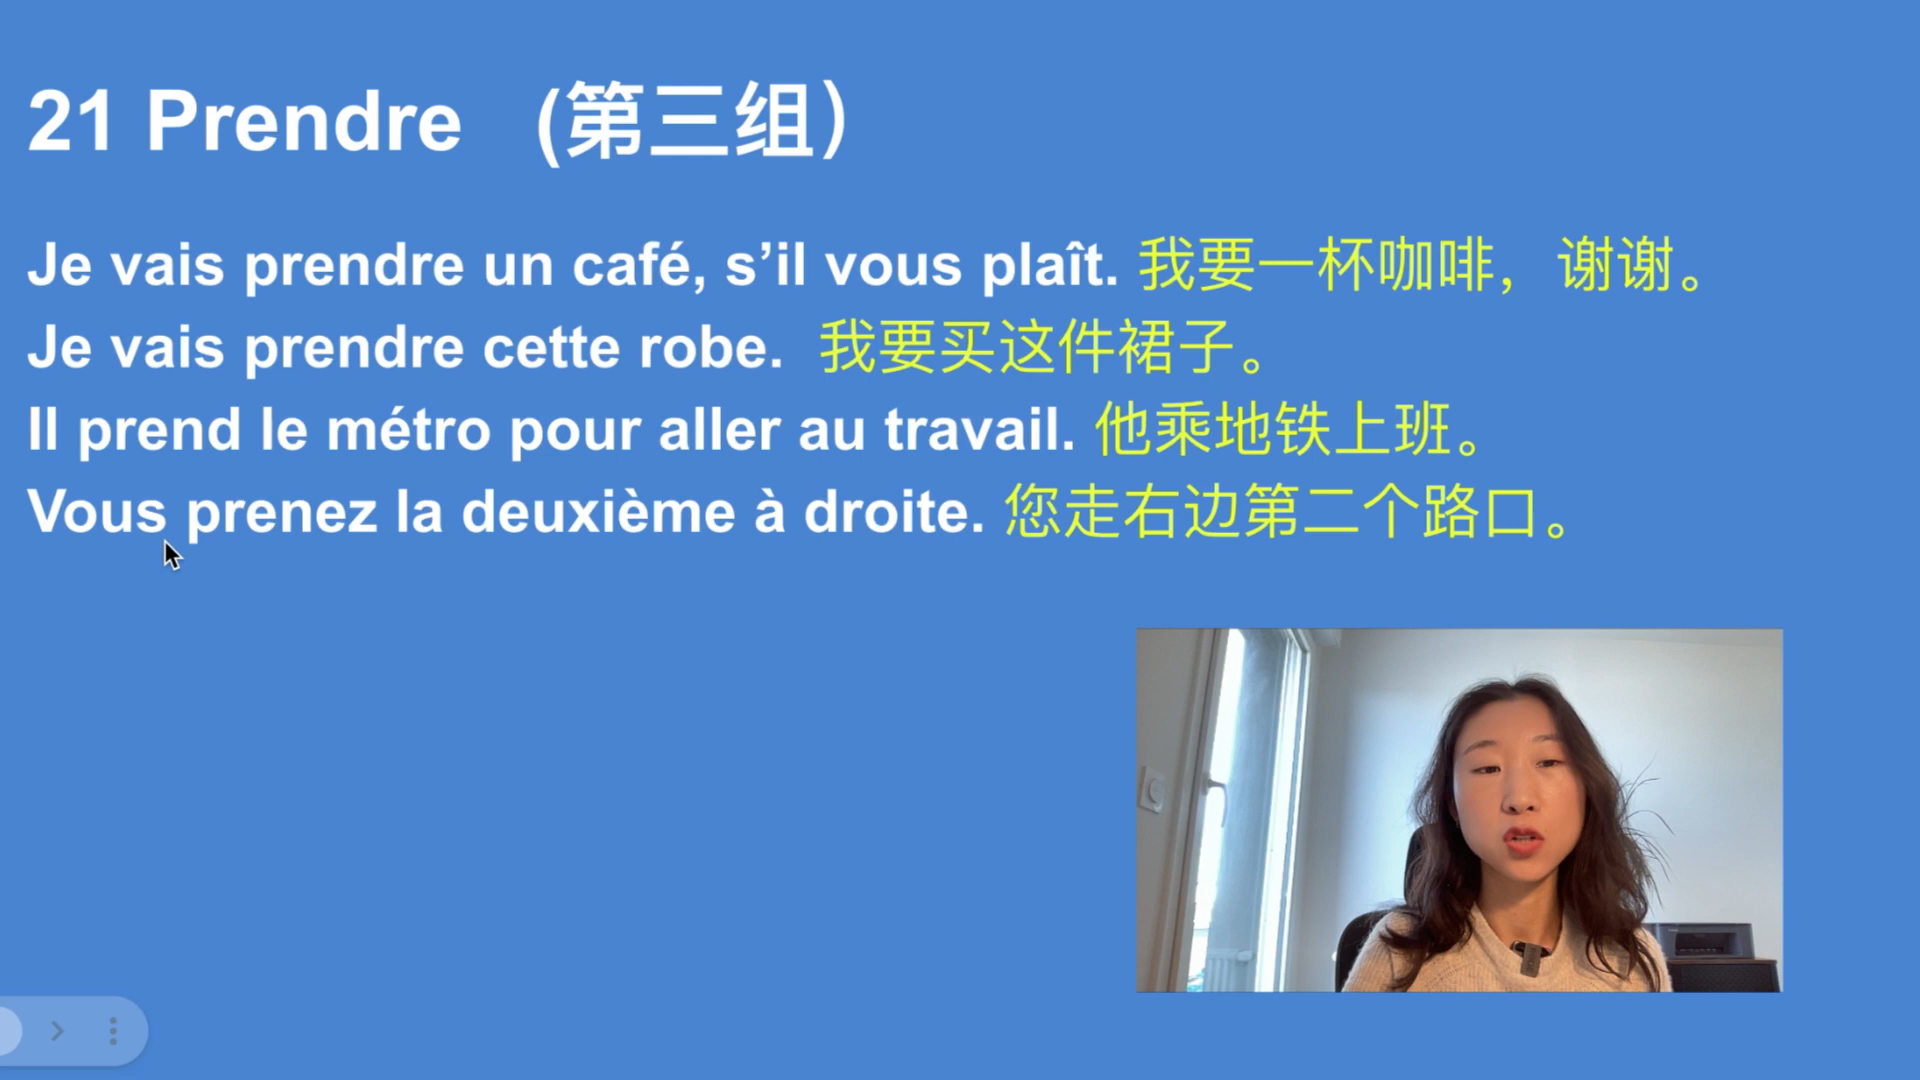 21 Prendre (第三组）
Je vais prendre un café, s’il vous plaît. 我要一杯咖啡，谢谢。
Je vais prendre cette robe. 我要买这件裙子。
Il prend le métro pour aller au travail. 他乘地铁上班。
Vous prenez la deuxième à droite. 您走右边第二个路口。